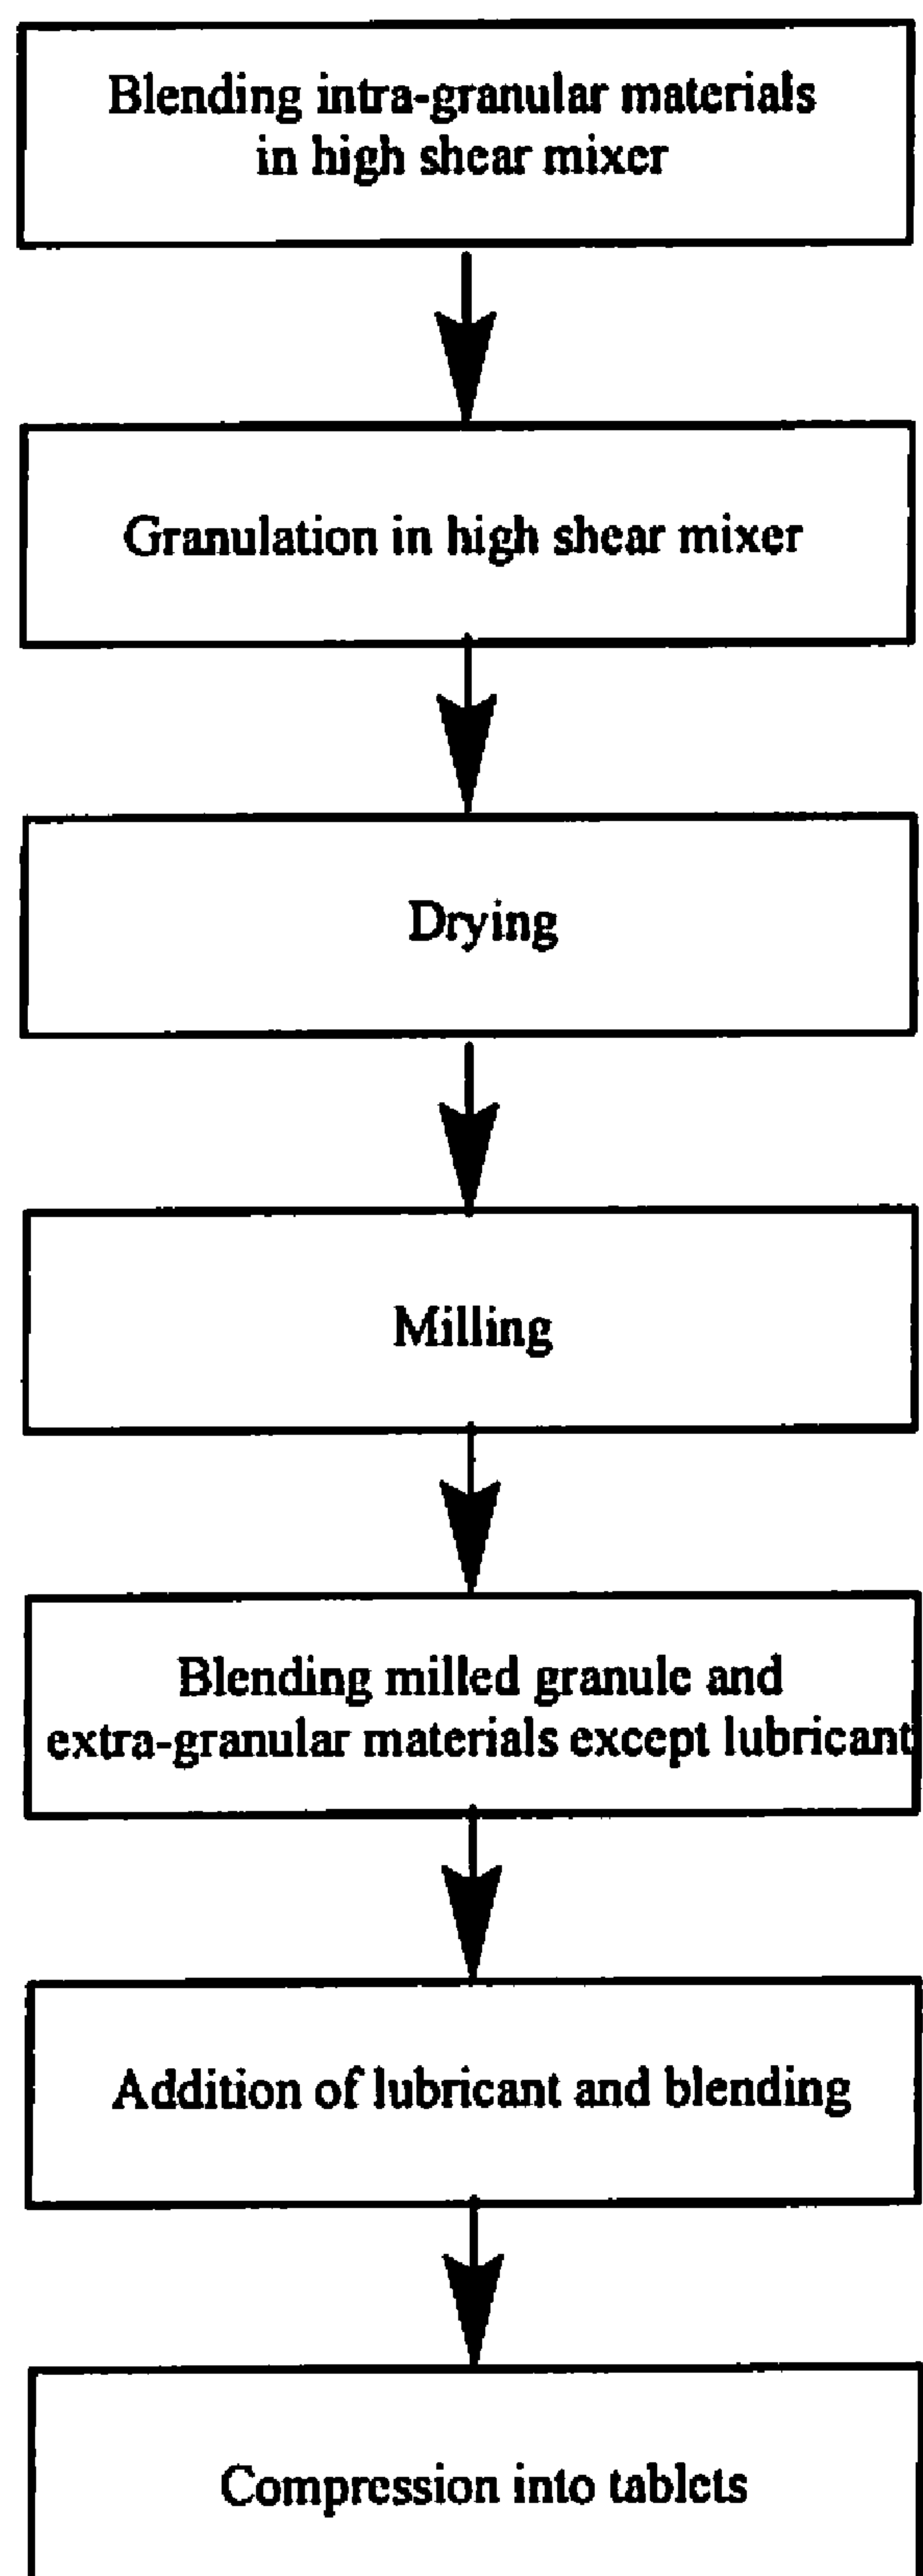 Blending intra-granular materials
in high shear mixer
Granulation in high shear mixer
Drying
Milling
Blending milled granule and
extra-granular materials except lubricant
Addition of lubricant and blending
Compression into tablets